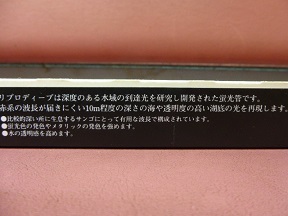 リプロディープは深度のある水域の到達光を研究し開発された蛍光管です。
赤系の波長が届きにくい10m程度の深さの海や透明度の高い湖底の光を再現します。
●比較的深い所に生息するサンゴにとって有用な波長で構成されています。
●蛍光色の発色やメタリックの発色を強めます。
●水の透明感を高めます。